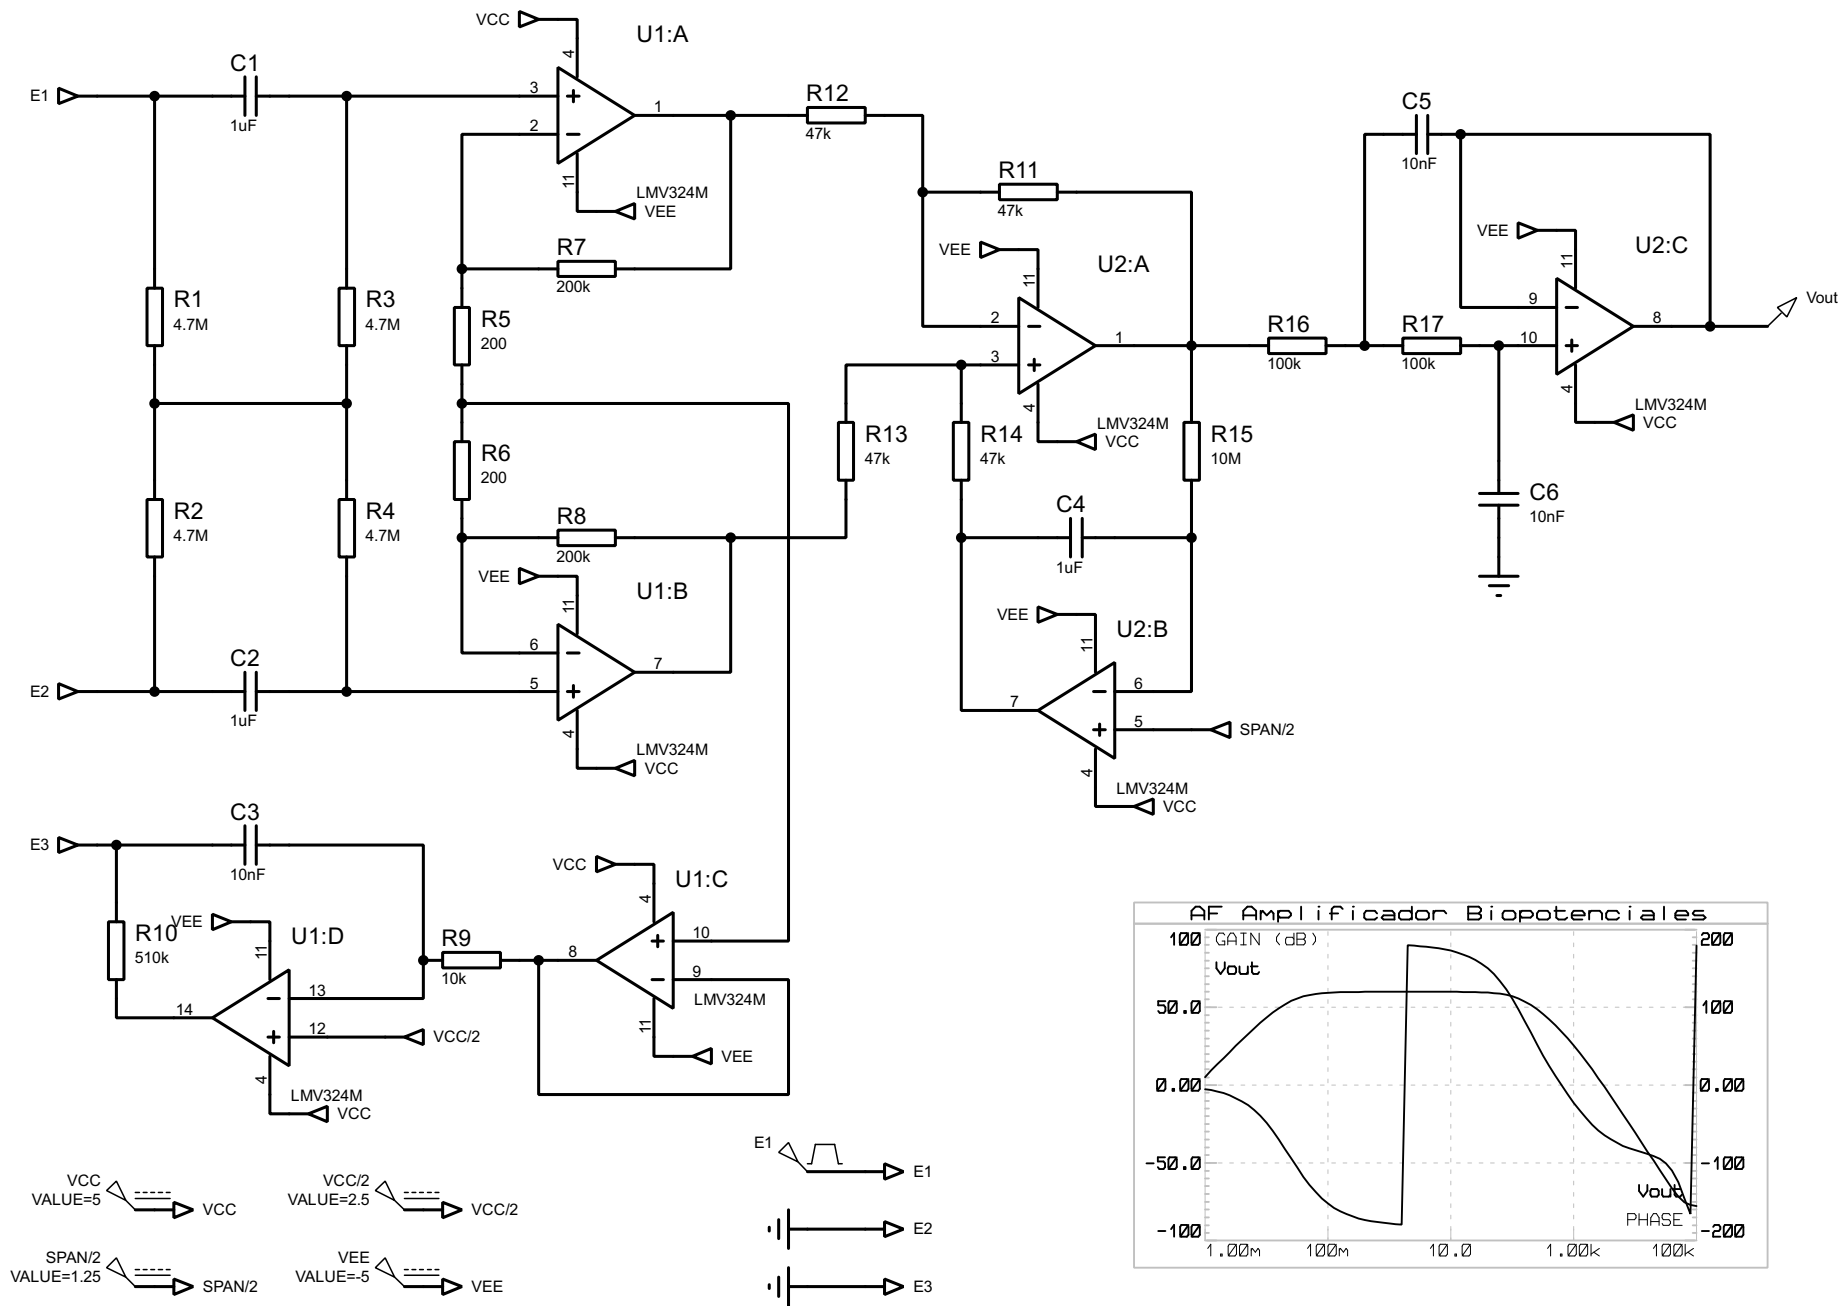 VCC
U1:A
4
C1
E1
1uF
3
2
1
R12
47k
11
LMV324M
VEE
C5
10nF
R11
47k
R7
200k
R1
4.7M
R3
4.7M
R5
200
VEE
11
U2:A
2
3
1
4
LMV324M
VCC
VEE
11
U2:C
9
10
8
Vout
4
LMV324M
VCC
R16
100k
R17
100k
R2
4.7M
R4
4.7M
R6
200
R8
200k
R13
47k
R14
47k
R15
10M
C4
1uF
C6
10nF
VEE
11
U1:B
6
5
7
4
LMV324M
VCC
C2
E2
1uF
VEE
11
U2:B
6
5
7
SPAN/2
4
LMV324M
VCC
C3
E3
10nF
R10
510k
VEE
11
U1:D
13
12
14
VCC/2
4
LMV324M
VCC
R9
10k
VCC
4
U1:C
10
9
8
LMV324M
11
VEE
AF Amplificador Biopotenciales
100
GAIN (dB)
200
Vout
50.0
100
0.00
0.00
-50.0
-100
Vout
PHASE
-100
-200
1.00m
100m
10.0
1.00k
100k
E1
E1
VCC
VALUE=5
VCC
VCC/2
VALUE=2.5
VCC/2
E2
SPAN/2
VALUE=1.25
SPAN/2
VEE
VALUE=-5
VEE
E3